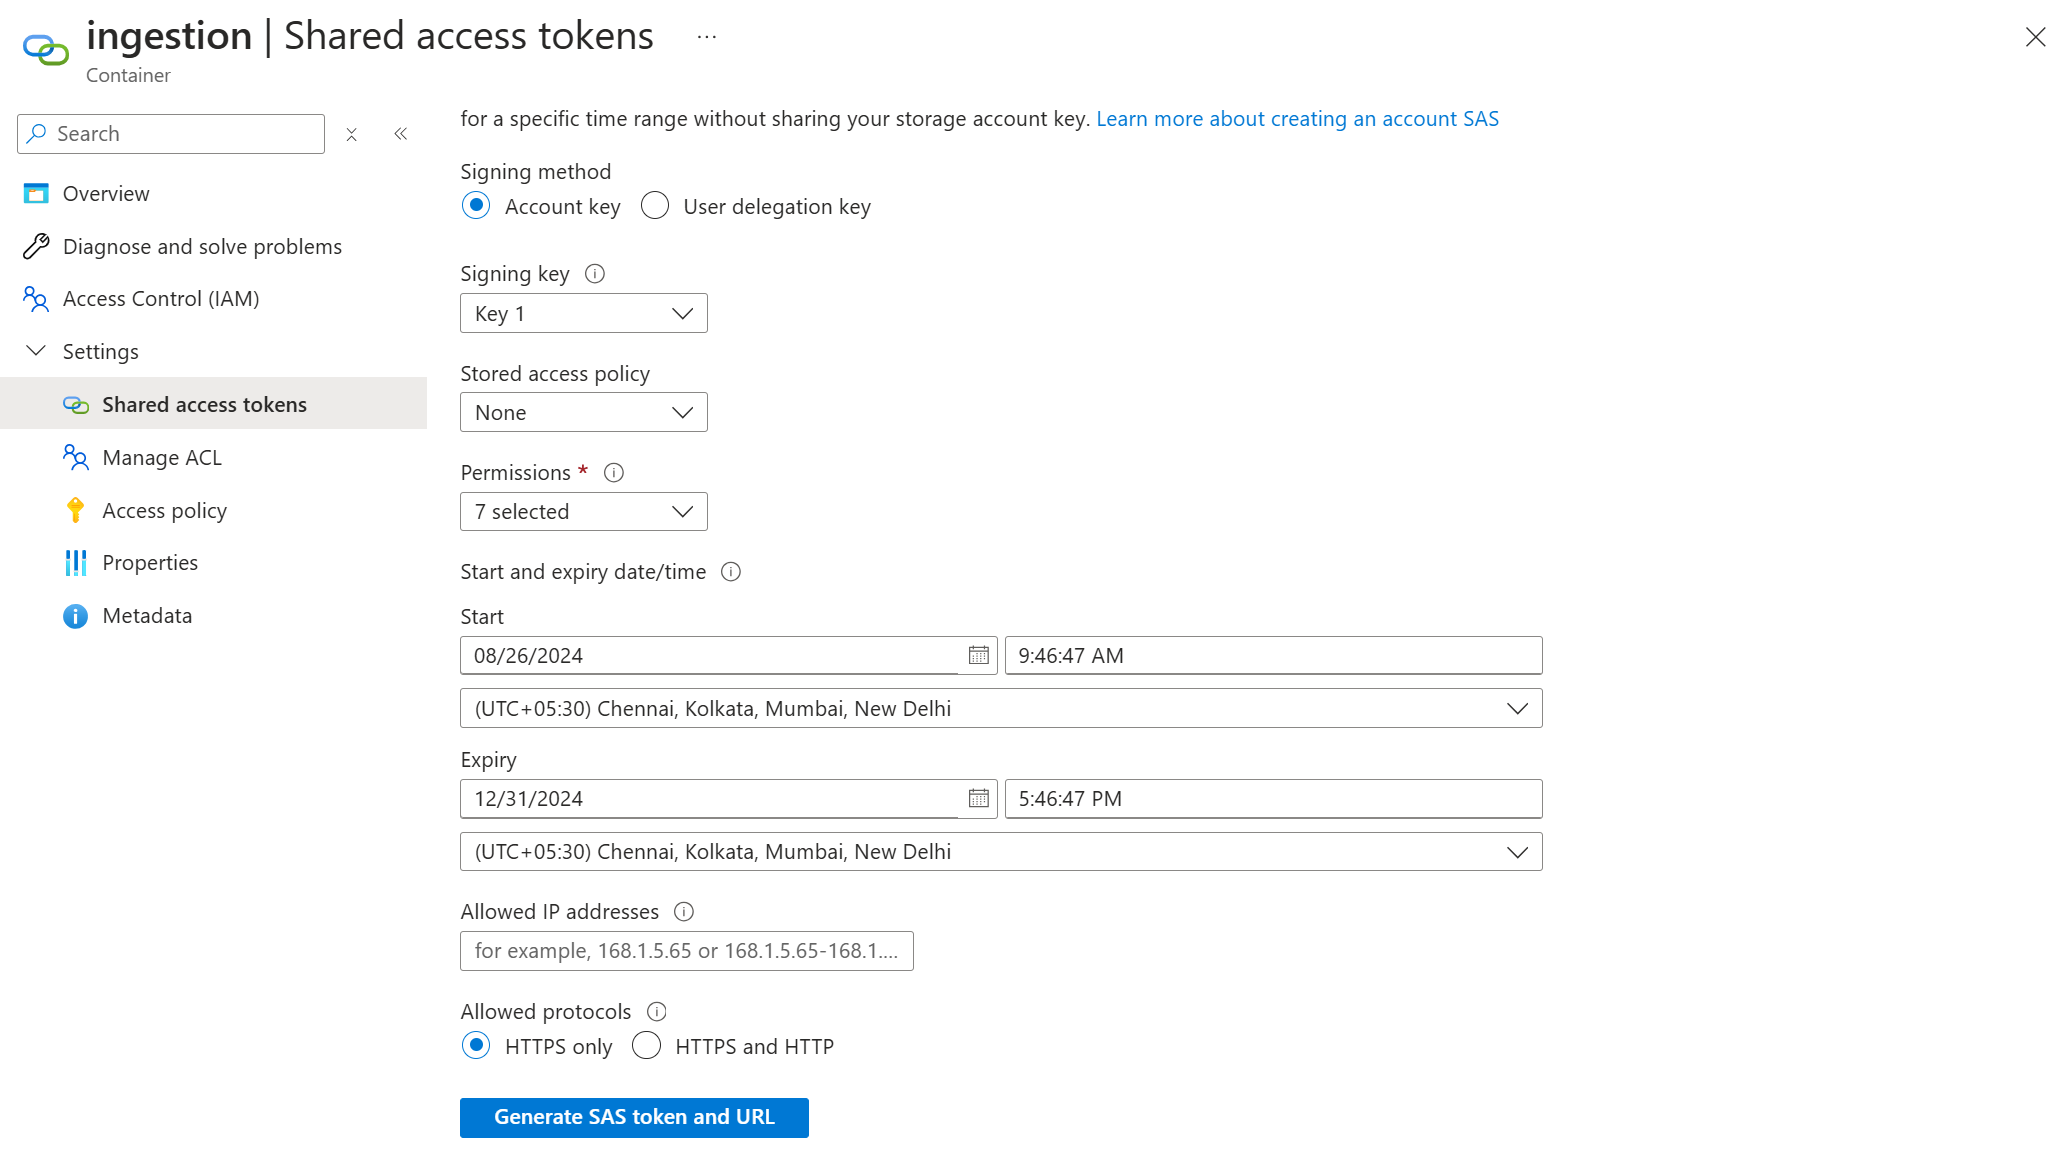 ingestion | Shared access tokens ...
Container
Search
Overview
Diagnose and solve problems
Access Control (IAM)
Settings
Shared access tokens
Manage ACL
Access policy
Properties
Metadata
for a specific time range without sharing your storage account key. Learn more about creating an account SAS
Signing method
Account key User delegation key
Signing key
Key 1
Stored access policy
None
Permissions *
7 selected
Start and expiry date/time
Start
08/26/2024 9:46:47 AM
(UTC+05:30) Chennai, Kolkata, Mumbai, New Delhi
Expiry
12/31/2024 5:46:47 PM
(UTC+05:30) Chennai, Kolkata, Mumbai, New Delhi
Allowed IP addresses
for example, 168.1.5.65 or 168.1.5.65-168.1....
Allowed protocols
HTTPS only HTTPS and HTTP
Generate SAS token and URL